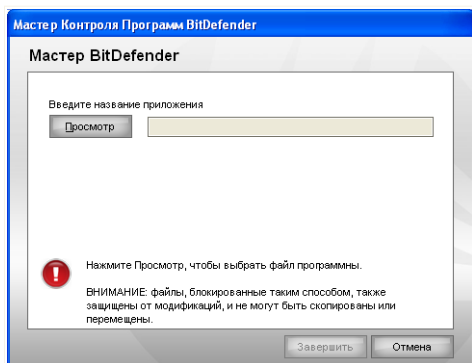 Мастер Контроля Программ BitDefender
Мастер BitDefender
Введите название приложения
Просмотр
Нажмите Просмотр, чтобы выбрать файл программны.
ВНИМАНИЕ: файлы, блокированные таким способом, также
защищены от модификаций, и не могут быть скопированы или
перемещены.
Завершить
Отмена